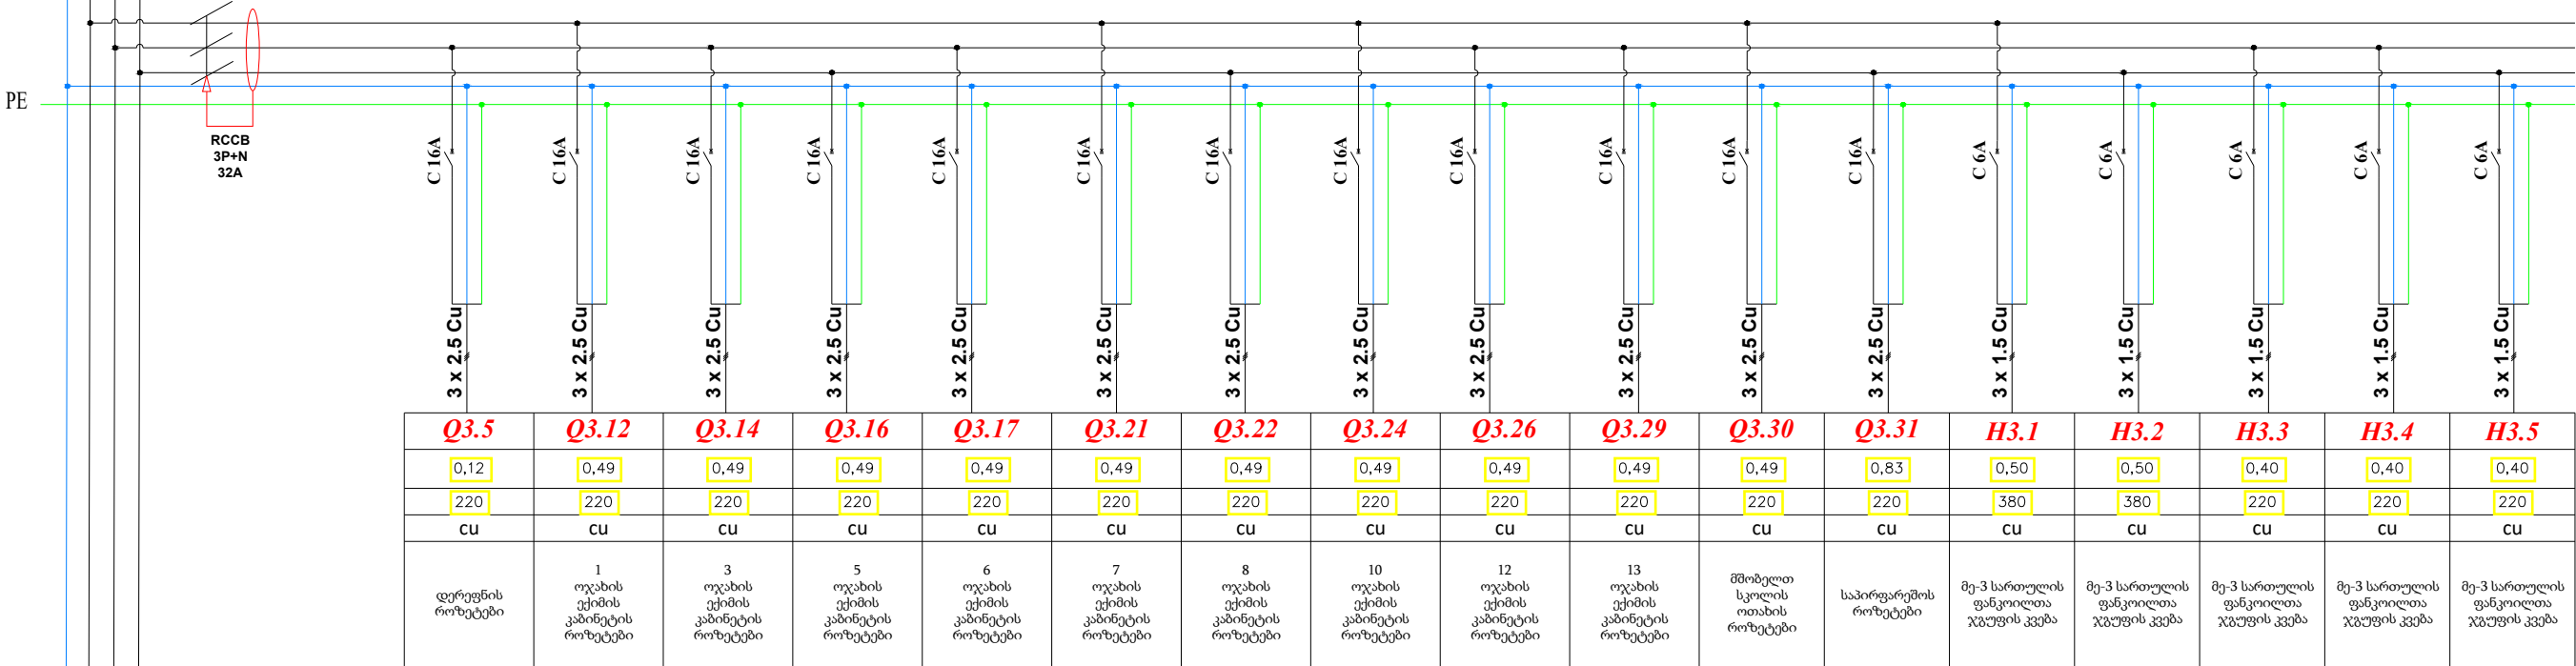 PE
RCCB
3P+N
32A
C 16A
C 16A
C 16A
C 16A
C 16A
C 16A
C 16A
C 16A
C 16A
C 16A
C 16A
C 16A
C 6A
C 6A
C 6A
C 6A
C 6A
3 x 2.5 Cu
3 x 2.5 Cu
3 x 2.5 Cu
3 x 2.5 Cu
3 x 2.5 Cu
3 x 2.5 Cu
3 x 2.5 Cu
3 x 2.5 Cu
3 x 2.5 Cu
3 x 2.5 Cu
3 x 2.5 Cu
3 x 2.5 Cu
3 x 1.5 Cu
3 x 1.5 Cu
3 x 1.5 Cu
3 x 1.5 Cu
3 x 1.5 Cu
Q3.5 Q3.12 Q3.14 Q3.16 Q3.17 Q3.21 Q3.22 Q3.24 Q3.26 Q3.29 Q3.30 Q3.31 H3.1 H3.2 H3.3 H3.4 H3.5
0,12 0,49 0,49 0,49 0,49 0,49 0,49 0,49 0,49 0,49 0,49 0,83 0,50 0,50 0,40 0,40 0,40
220 220 220 220 220 220 220 220 220 220 220 220 380 380 220 220 220
cu cu cu cu cu cu cu cu cu cu cu cu cu cu cu cu cu
დერეფნის
როზეტები
1
ოჯახის
ექიმის
კაბინეტის
როზეტები
3
ოჯახის
ექიმის
კაბინეტის
როზეტები
5
ოჯახის
ექიმის
კაბინეტის
როზეტები
6
ოჯახის
ექიმის
კაბინეტის
როზეტები
7
ოჯახის
ექიმის
კაბინეტის
როზეტები
8
ოჯახის
ექიმის
კაბინეტის
როზეტები
10
ოჯახის
ექიმის
კაბინეტის
როზეტები
12
ოჯახის
ექიმის
კაბინეტის
როზეტები
13
ოჯახის
ექიმის
კაბინეტის
როზეტები
მშობელთ
სკოლის
ოთახის
როზეტები
საპირფარეშოს
როზეტები
მე-3 სართულის
ფანკოილთა
ჯგუფის კვება
მე-3 სართულის
ფანკოილთა
ჯგუფის კვება
მე-3 სართულის
ფანკოილთა
ჯგუფის კვება
მე-3 სართულის
ფანკოილთა
ჯგუფის კვება
მე-3 სართულის
ფანკოილთა
ჯგუფის კვება